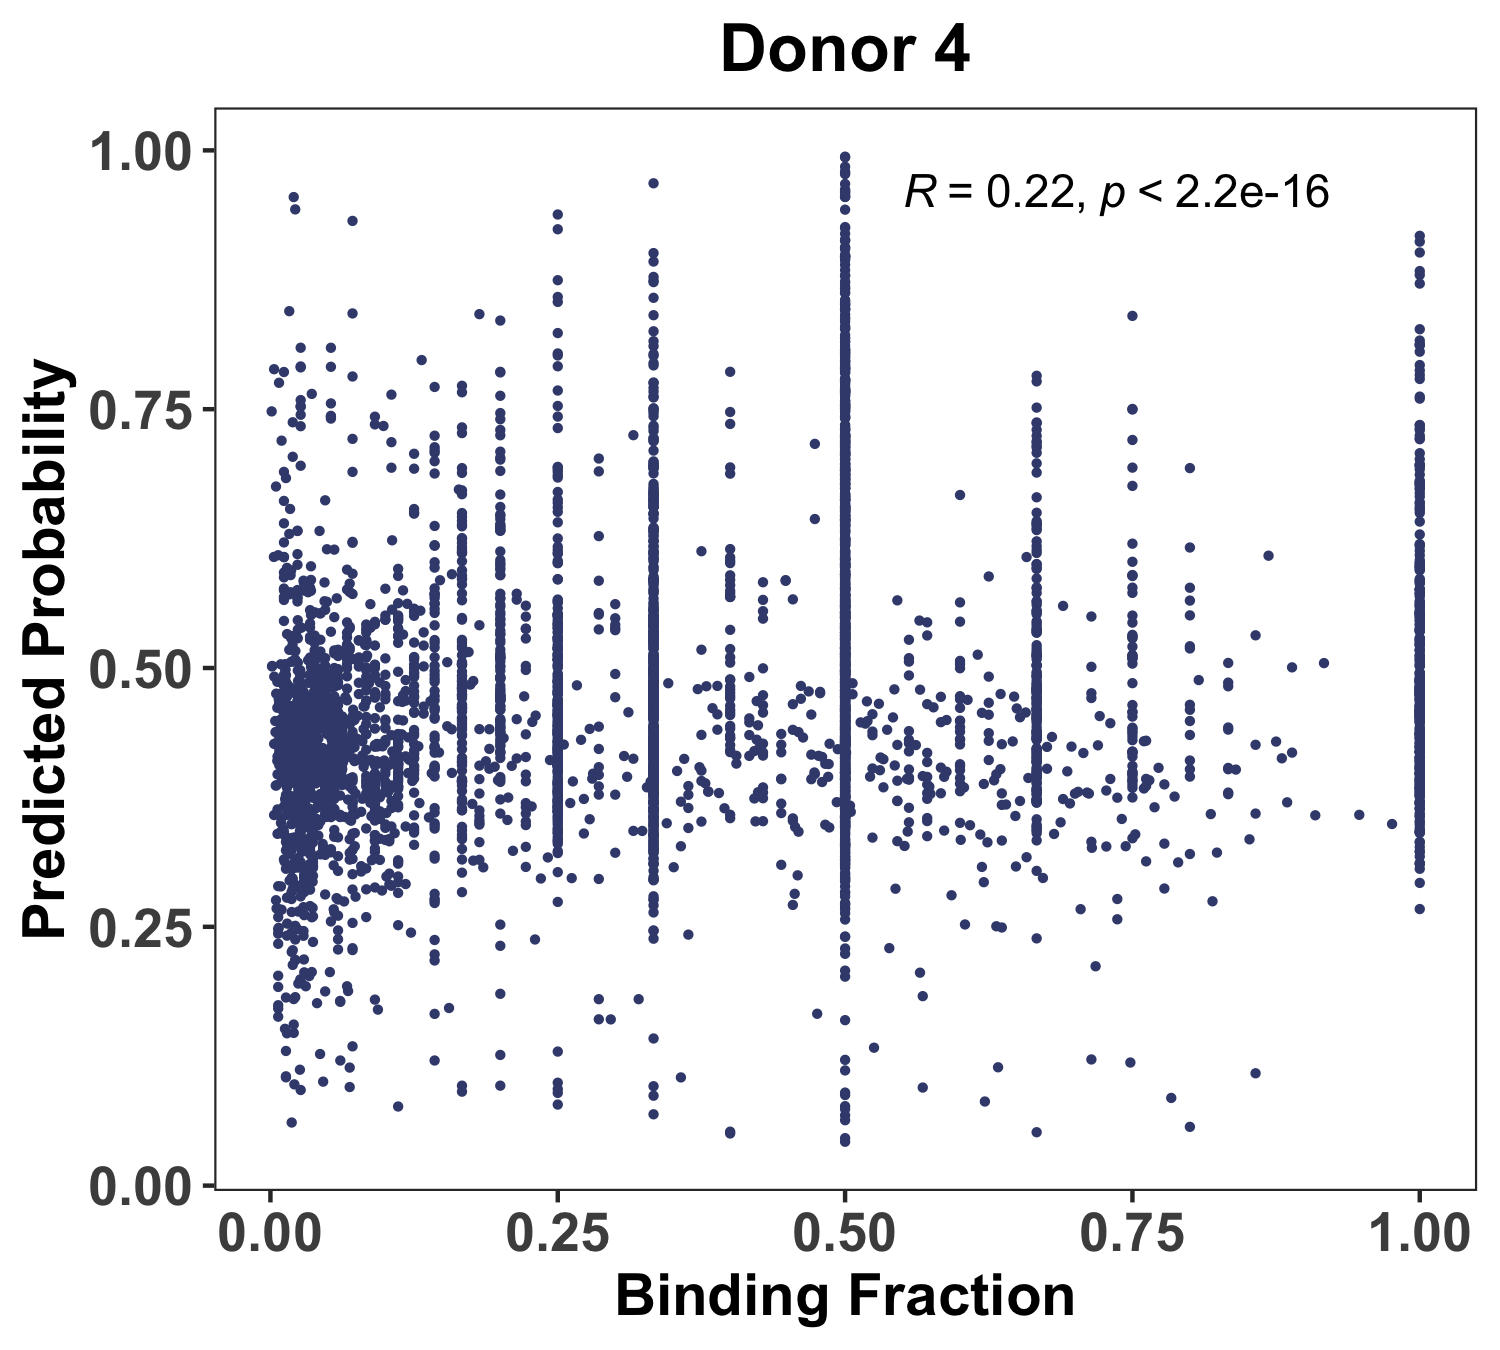 Donor 4
1.00
0.75
0.50
0.25
0.00
Predicted Probability
R = 0.22, p < 2.2e-16
0.00 0.25 0.50 0.75 1.00
Binding Fraction